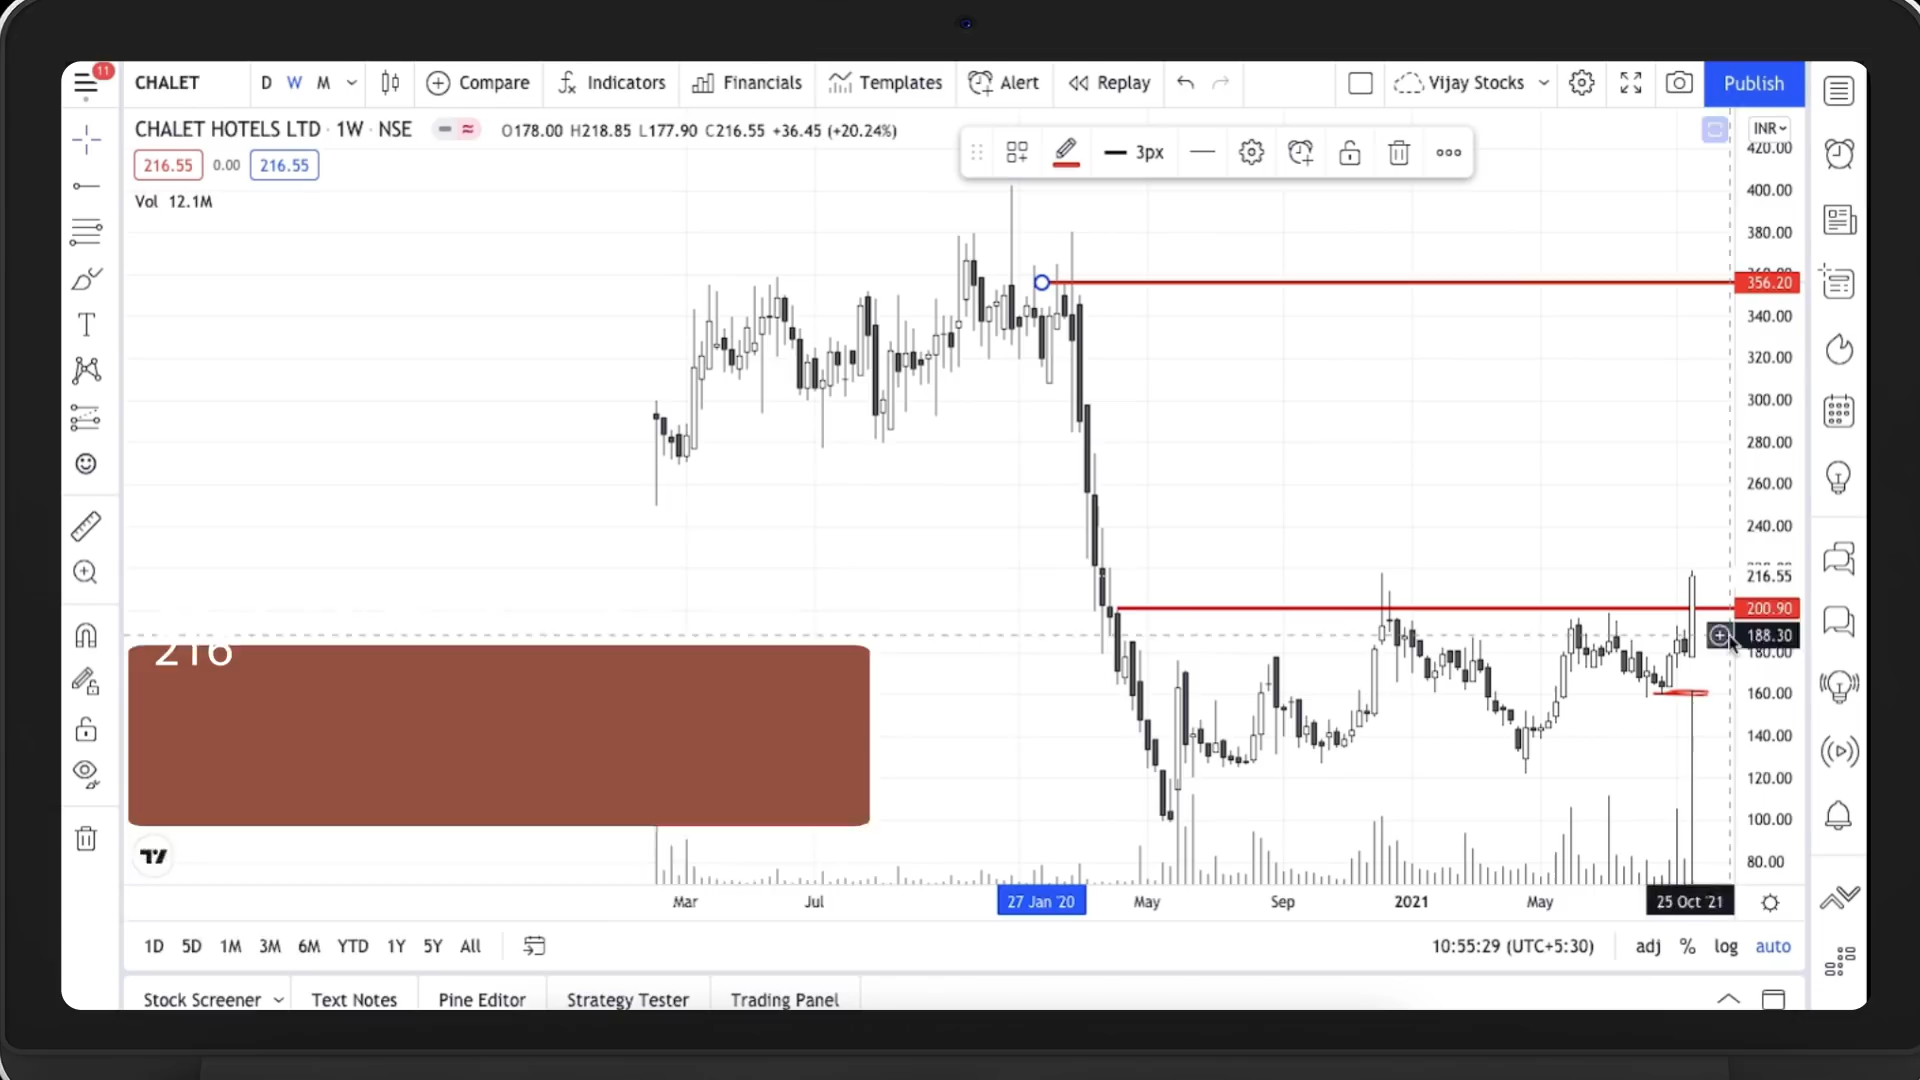 11
CHALET D W M Compare Indicators Financials Templates Alert Replay Vijay Stocks Publish
CHALET HOTELS LTD · 1W · NSE O178.00 H218.85 L177.90 C216.55 +36.45 (+20.24%)
216.55 0.00 216.55
Vol 12.1M
3px
INR
420.00
400.00
380.00
356.20
340.00
320.00
300.00
280.00
260.00
240.00
216.55
200.90
188.30
180.00
160.00
140.00
120.00
100.00
80.00
216
Mar Jul 27 Jan '20 May Sep 2021 May 25 Oct '21
1D 5D 1M 3M 6M YTD 1Y 5Y All 10:55:29 (UTC+5:30) adj % log auto
Stock Screener Text Notes Pine Editor Strategy Tester Trading Panel